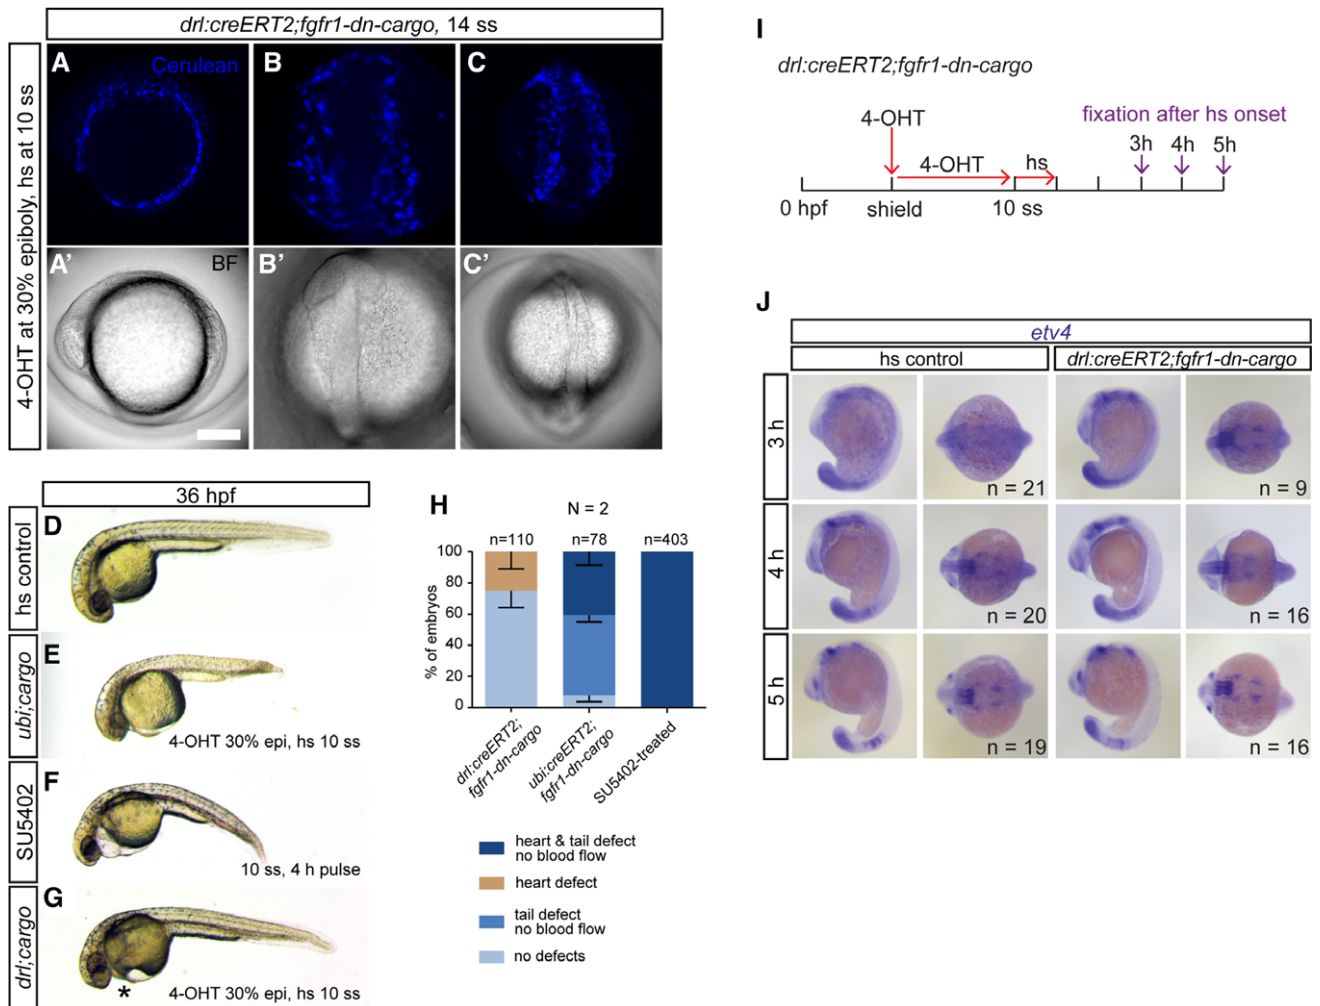 drl:creERT2;fgfr1-dn-cargo, 14 ss
4-OHT at 30% epiboly, hs at 10 ss
A
Cerulean
B
C
A'
BF
B'
C'
36 hpf
hs control
D
ubi;cargo
E
4-OHT 30% epi, hs 10 ss
SU5402
F
10 ss, 4 h pulse
drl;cargo
G
*
4-OHT 30% epi, hs 10 ss
H
N = 2
n=110
n=78
n=403
% of embryos
100
80
60
40
20
0
drl:creERT2;
fgfr1-dn-cargo
ubi:creERT2;
fgfr1-dn-cargo
SU5402-treated
heart & tail defect
no blood flow
heart defect
tail defect
no blood flow
no defects
I
drl:creERT2;fgfr1-dn-cargo
4-OHT
fixation after hs onset
4-OHT
hs
3h
4h
5h
0 hpf
shield
10 ss
J
etv4
hs control
drl:creERT2;fgfr1-dn-cargo
3 h
n = 21
n = 9
4 h
n = 20
n = 16
5 h
n = 19
n = 16